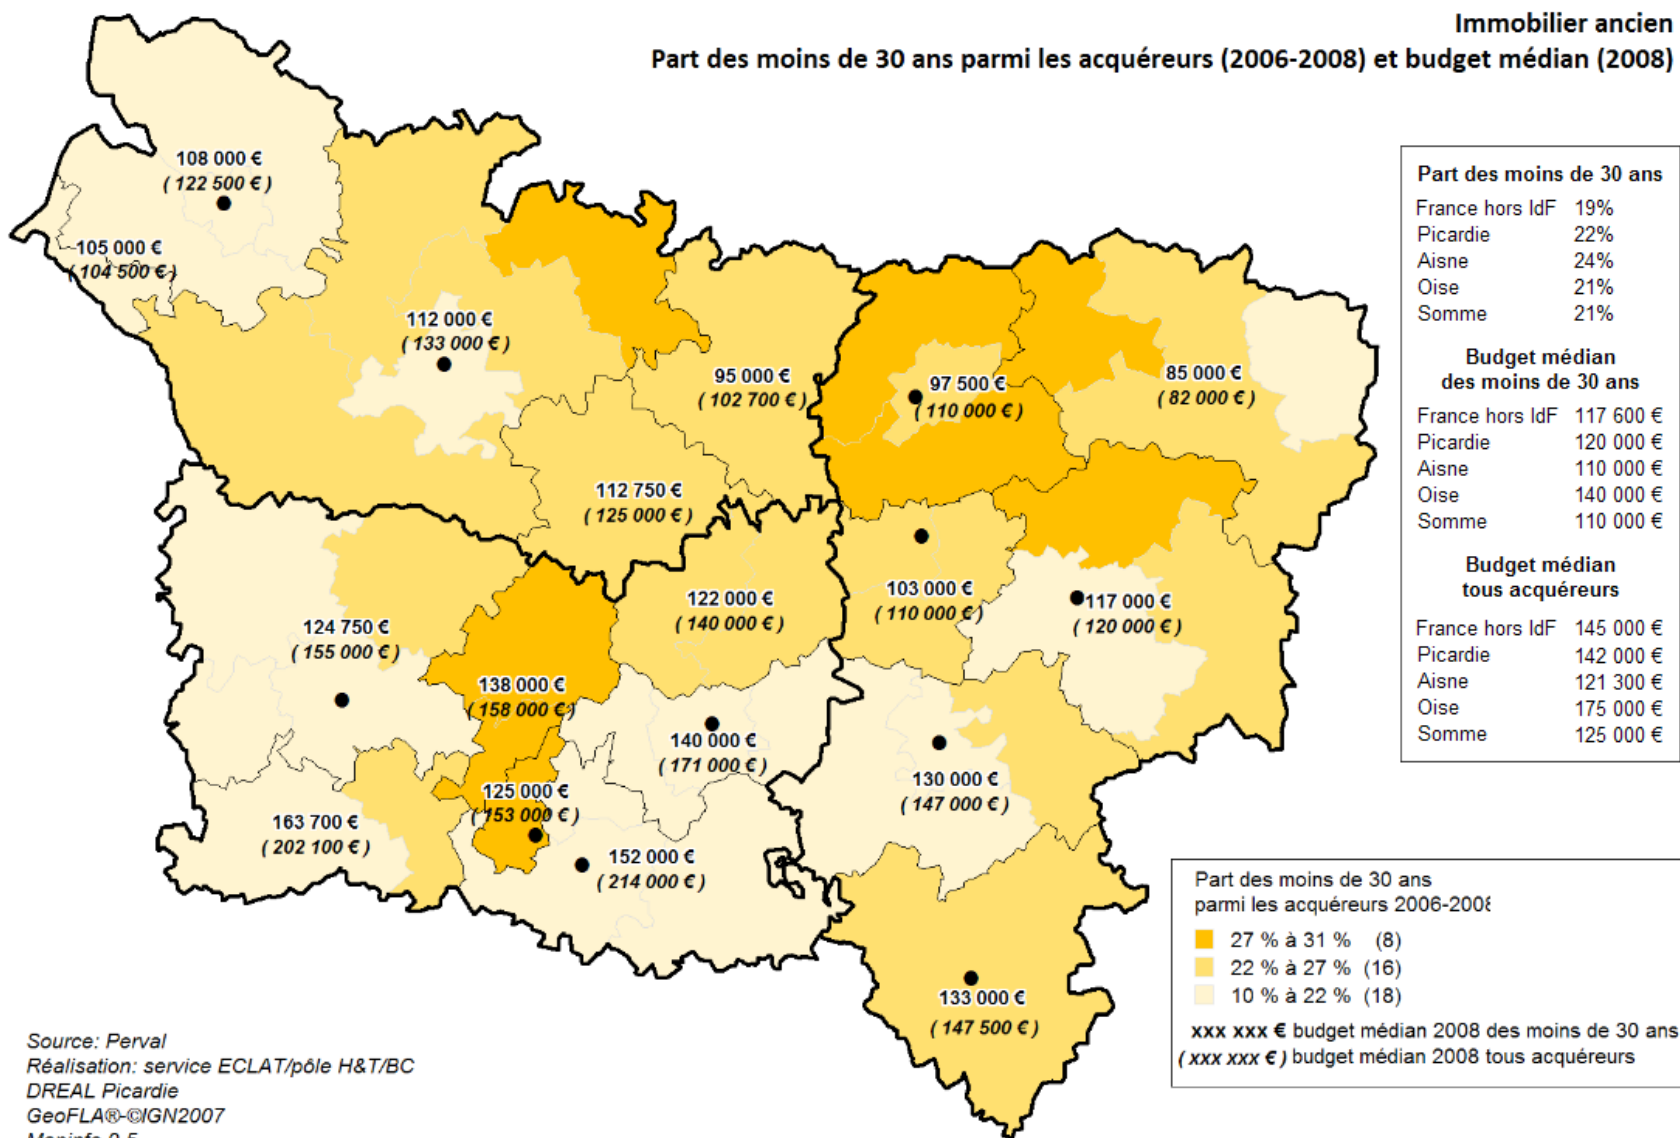 Immobilier ancien
Part des moins de 30 ans parmi les acquéreurs (2006-2008) et budget médian (2008)
108 000 €
( 122 500 € )
105 000 €
( 104 500 € )
112 000 €
( 133 000 € )
95 000 €
( 102 700 € )
97 500 €
( 110 000 € )
85 000 €
( 82 000 € )
112 750 €
( 125 000 € )
122 000 €
( 140 000 € )
103 000 €
( 110 000 € )
117 000 €
( 120 000 € )
124 750 €
( 155 000 € )
138 000 €
( 158 000 € )
140 000 €
( 171 000 € )
130 000 €
( 147 000 € )
125 000 €
( 153 000 € )
163 700 €
( 202 100 € )
152 000 €
( 214 000 € )
133 000 €
( 147 500 € )
Part des moins de 30 ans
France hors IdF 19%
Picardie 22%
Aisne 24%
Oise 21%
Somme 21%
Budget médian
des moins de 30 ans
France hors IdF 117 600 €
Picardie 120 000 €
Aisne 110 000 €
Oise 140 000 €
Somme 110 000 €
Budget médian
tous acquéreurs
France hors IdF 145 000 €
Picardie 142 000 €
Aisne 121 300 €
Oise 175 000 €
Somme 125 000 €
Part des moins de 30 ans
parmi les acquéreurs 2006-2008
27 % à 31 % (8)
22 % à 27 % (16)
10 % à 22 % (18)
xxx xxx € budget médian 2008 des moins de 30 ans
( xxx xxx € ) budget médian 2008 tous acquéreurs
Source: Perval
Réalisation: service ECLAT/pôle H&T/BC
DREAL Picardie
GeoFLA®-©IGN2007